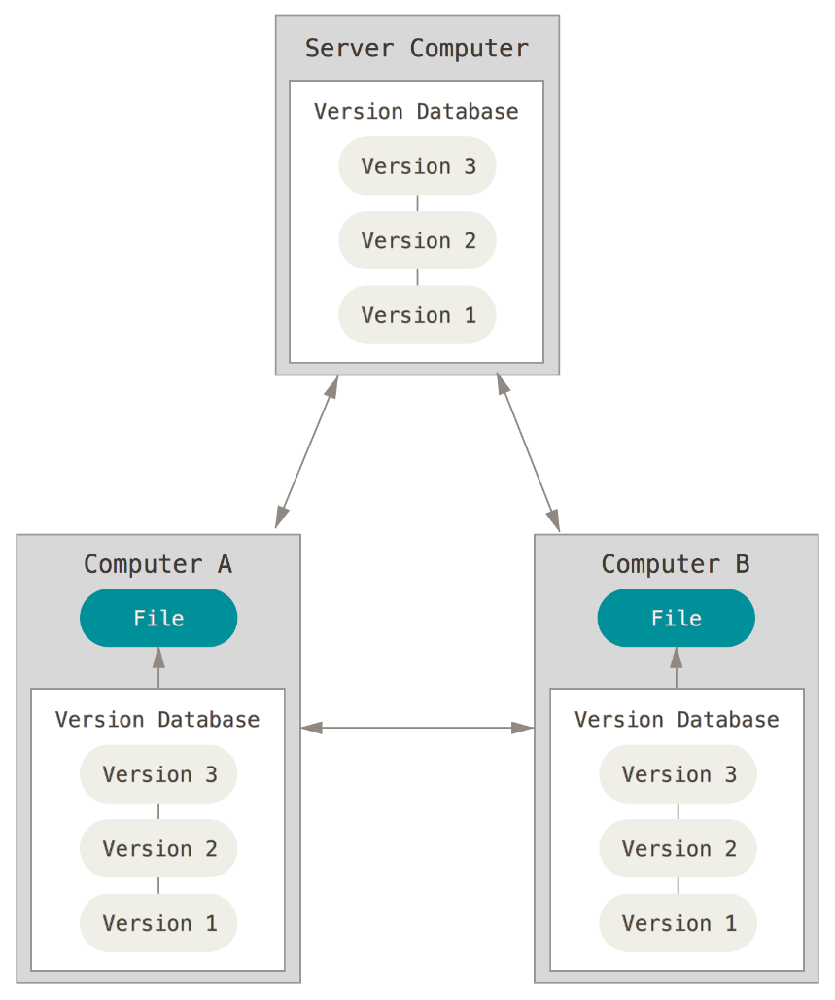 Server Computer
Version Database
Version 3
Version 2
Version 1
Computer A
File
Version Database
Version 3
Version 2
Version 1
Computer B
File
Version Database
Version 3
Version 2
Version 1